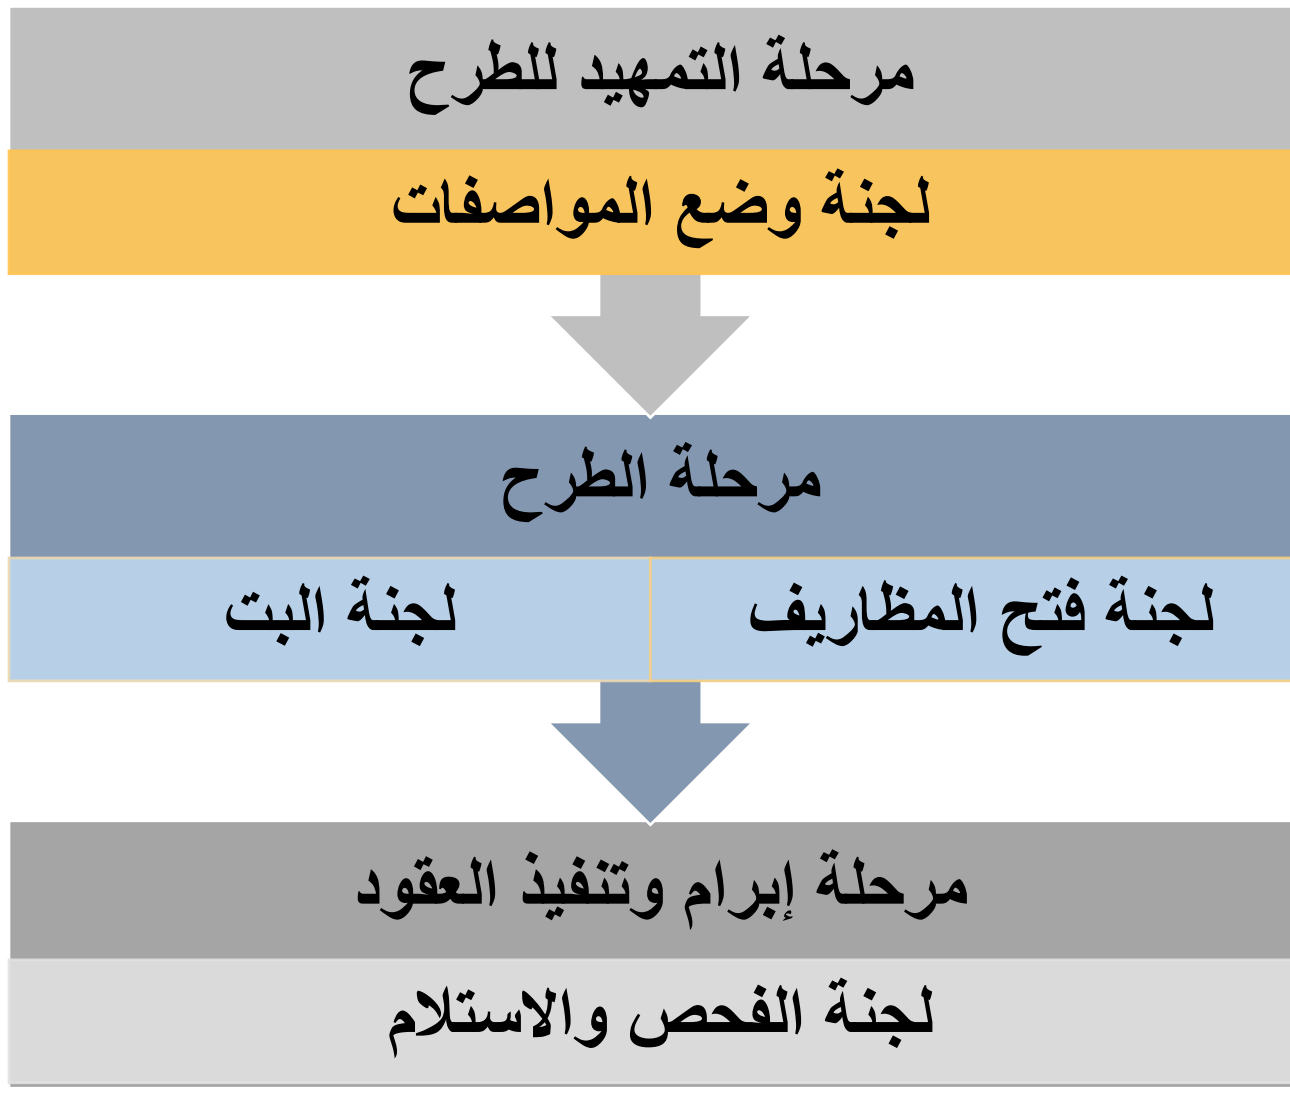 مرحلة التمهيد للطرح
لجنة وضع المواصفات
مرحلة الطرح
لجنة فتح المظاريف
لجنة البت
مرحلة إبرام وتنفيذ العقود
لجنة الفحص والاستلام